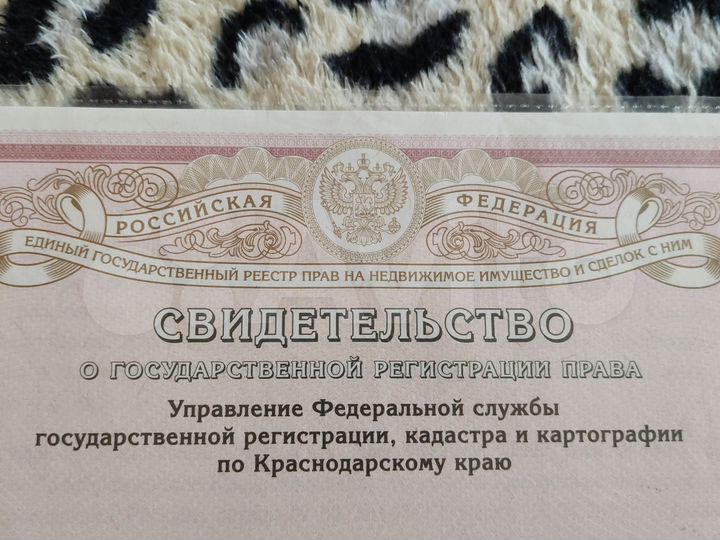 РОССИЙСКАЯ ФЕДЕРАЦИЯ
ЕДИНЫЙ ГОСУДАРСТВЕННЫЙ РЕЕСТР ПРАВ НА НЕДВИЖИМОЕ ИМУЩЕСТВО И СДЕЛОК С НИМ
СВИДЕТЕЛЬСТВО
О ГОСУДАРСТВЕННОЙ РЕГИСТРАЦИИ ПРАВА
Управление Федеральной службы
государственной регистрации, кадастра и картографии
по Краснодарскому краю